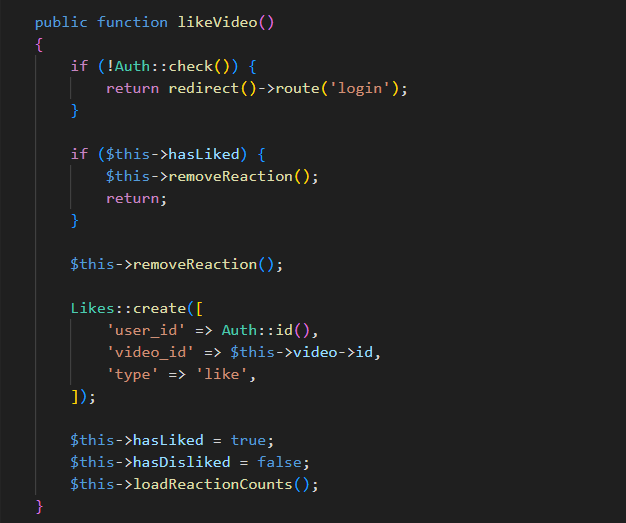 public function likeVideo()
{
    if (!Auth::check()) {
        return redirect()->route('login');
    }

    if ($this->hasLiked) {
        $this->removeReaction();
        return;
    }

    $this->removeReaction();

    Likes::create([
        'user_id' => Auth::id(),
        'video_id' => $this->video->id,
        'type' => 'like',
    ]);

    $this->hasLiked = true;
    $this->hasDisliked = false;
    $this->loadReactionCounts();
}